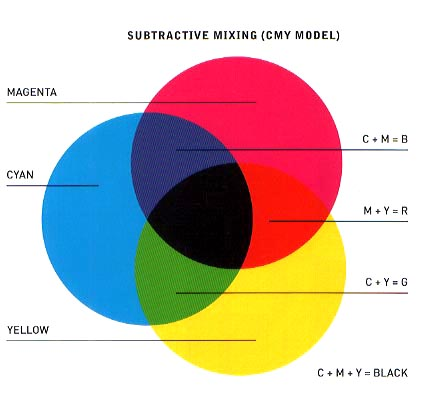 SUBTRACTIVE MIXING (CMY MODEL)
MAGENTA
C + M = B
CYAN
M + Y = R
C + Y = G
YELLOW
C + M + Y = BLACK